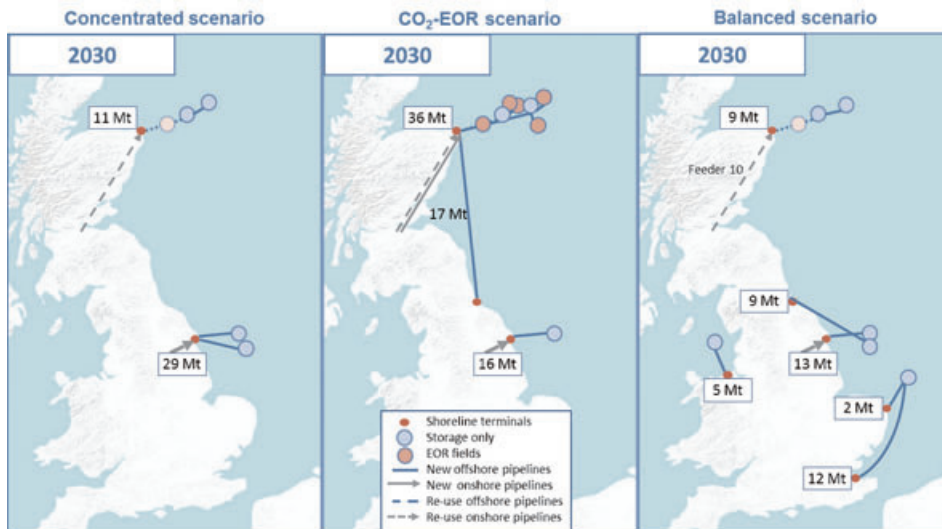 Concentrated scenario
2030
11 Mt
29 Mt
CO₂-EOR scenario
2030
36 Mt
17 Mt
16 Mt
Shoreline terminals
Storage only
EOR fields
New offshore pipelines
New onshore pipelines
Re-use offshore pipelines
Re-use onshore pipelines
Balanced scenario
2030
9 Mt
Feeder 10
9 Mt
13 Mt
5 Mt
2 Mt
12 Mt